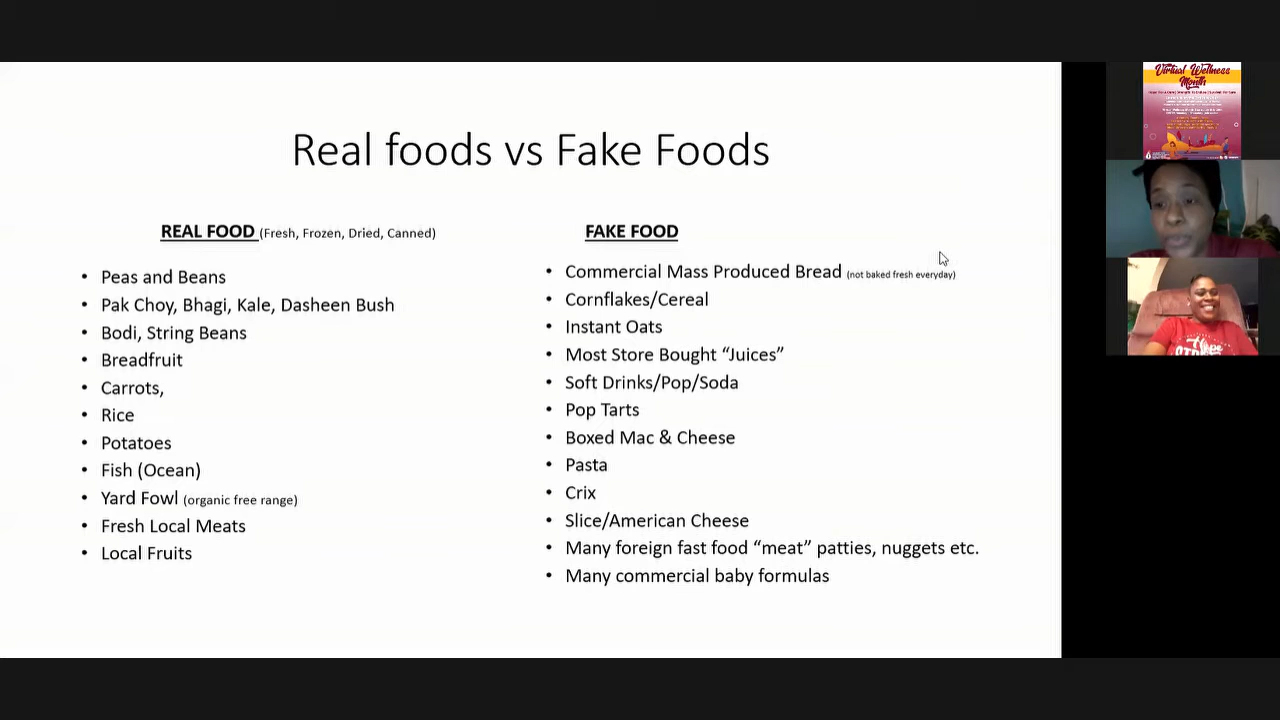 Real foods vs Fake Foods
REAL FOOD (Fresh, Frozen, Dried, Canned)
• Peas and Beans
• Pak Choy, Bhagi, Kale, Dasheen Bush
• Bodi, String Beans
• Breadfruit
• Carrots,
• Rice
• Potatoes
• Fish (Ocean)
• Yard Fowl (organic free range)
• Fresh Local Meats
• Local Fruits
FAKE FOOD
• Commercial Mass Produced Bread (not baked fresh everyday)
• Cornflakes/Cereal
• Instant Oats
• Most Store Bought “Juices”
• Soft Drinks/Pop/Soda
• Pop Tarts
• Boxed Mac & Cheese
• Pasta
• Crix
• Slice/American Cheese
• Many foreign fast food “meat” patties, nuggets etc.
• Many commercial baby formulas
Virtual Wellness
Month
Hope